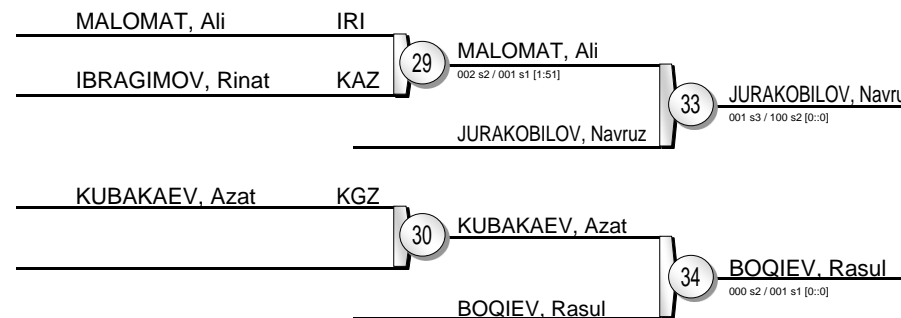 MALOMAT, Ali IRI
IBRAGIMOV, Rinat KAZ
29
MALOMAT, Ali
002 s2 / 001 s1 [1:51]
JURAKOBILOV, Navruz
33
JURAKOBILOV, Navru
001 s3 / 100 s2 [0::0]
KUBAKAEV, Azat KGZ
30
KUBAKAEV, Azat
BOQIEV, Rasul
34
BOQIEV, Rasul
000 s2 / 001 s1 [0::0]